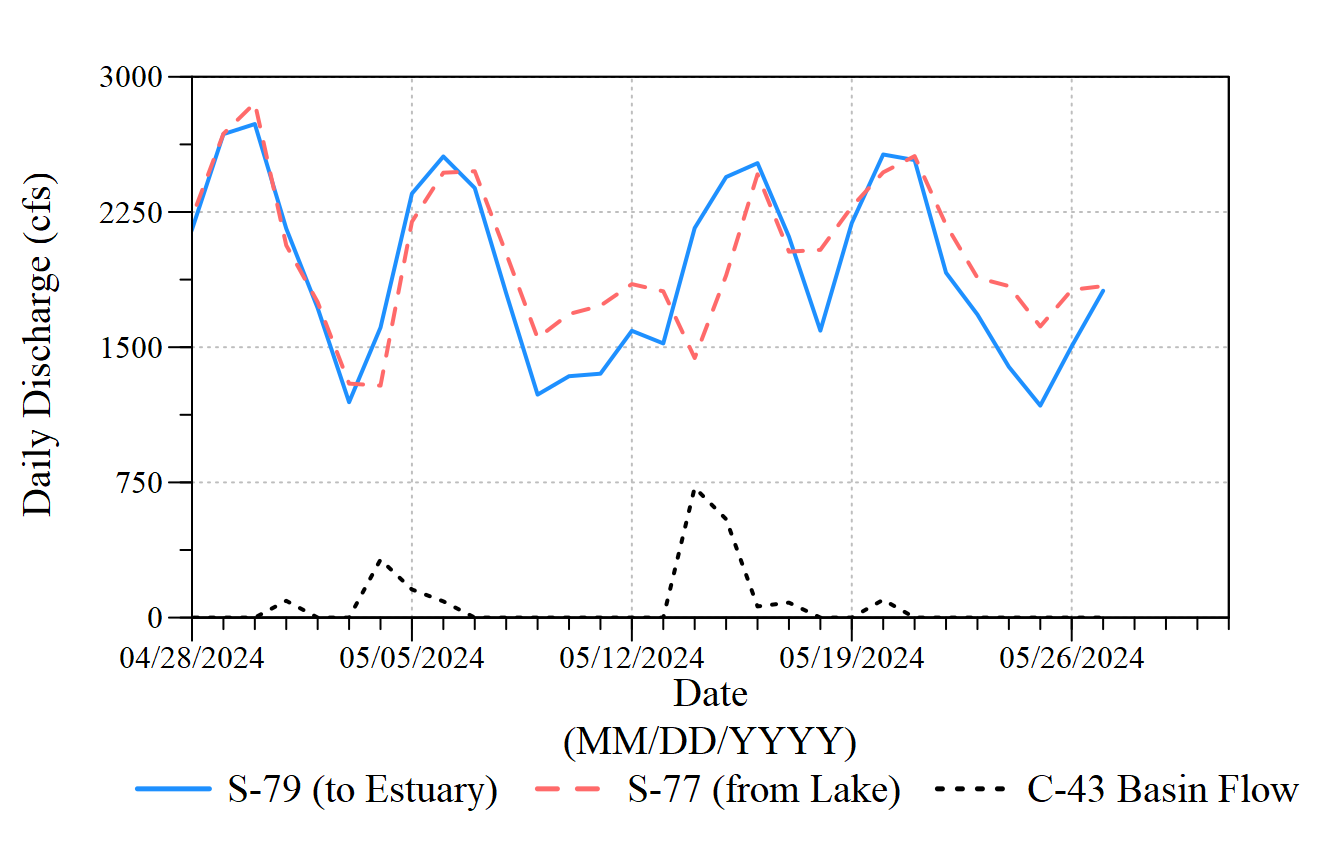 3000
2250
1500
750
0
Daily Discharge (cfs)
04/28/2024 05/05/2024 05/12/2024 05/19/2024 05/26/2024
Date
(MM/DD/YYYY)
S-79 (to Estuary) S-77 (from Lake) C-43 Basin Flow